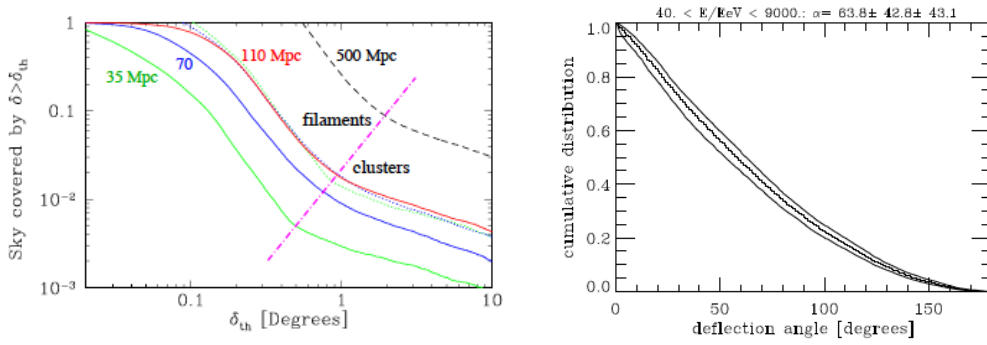 1
0.1
10⁻²
10⁻³
Sky covered by δ>δth
35 Mpc
70
110 Mpc
500 Mpc
filaments
clusters
0.1
1
10
δth [Degrees]
40. < E/EeV < 9000.: α= 63.8± 42.8± 43.1
1.0
0.8
0.6
0.4
0.2
0.0
cumulative distribution
0
50
100
150
deflection angle [degrees]